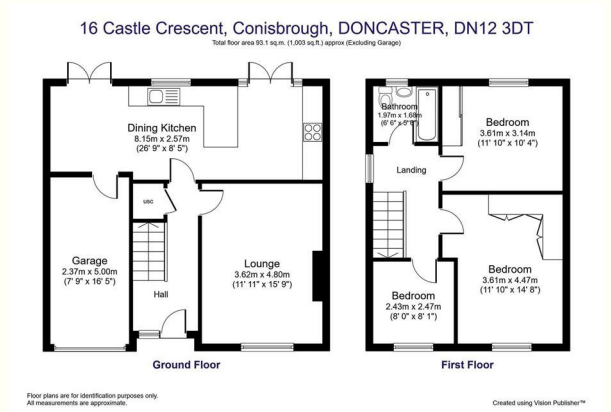 16 Castle Crescent, Conisbrough, DONCASTER, DN12 3DT
Total floor area 93.1 sq.m. (1,003 sq.ft.) approx (Excluding Garage)
Dining Kitchen
8.15m x 2.57m
(26' 9" x 8' 5")
usc
Garage
2.37m x 5.00m
(7' 9" x 16' 5")
Lounge
3.62m x 4.80m
(11' 11" x 15' 9")
Hall
Ground Floor
Bathroom
1.97m x 1.68m
(6' 6" x 5' 6")
Bedroom
3.61m x 3.14m
(11' 10" x 10' 4")
Landing
Bedroom
3.61m x 4.47m
(11' 10" x 14' 8")
Bedroom
2.43m x 2.47m
(8' 0" x 8' 1")
First Floor
Floor plans are for identification purposes only.
All measurements are approximate.
Created using Vision Publisher™